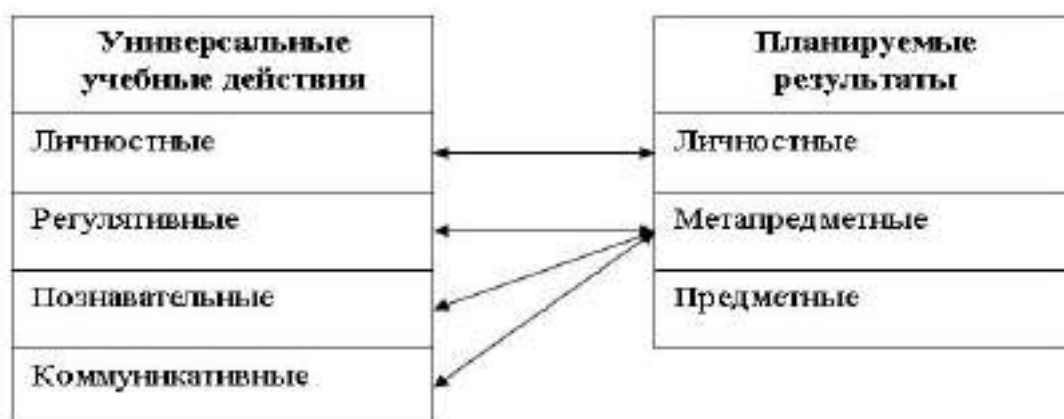 Универсальные
учебные действия
Личностные
Регулятивные
Познавательные
Коммуникативные
Планируемые
результаты
Личностные
Метапредметные
Предметные